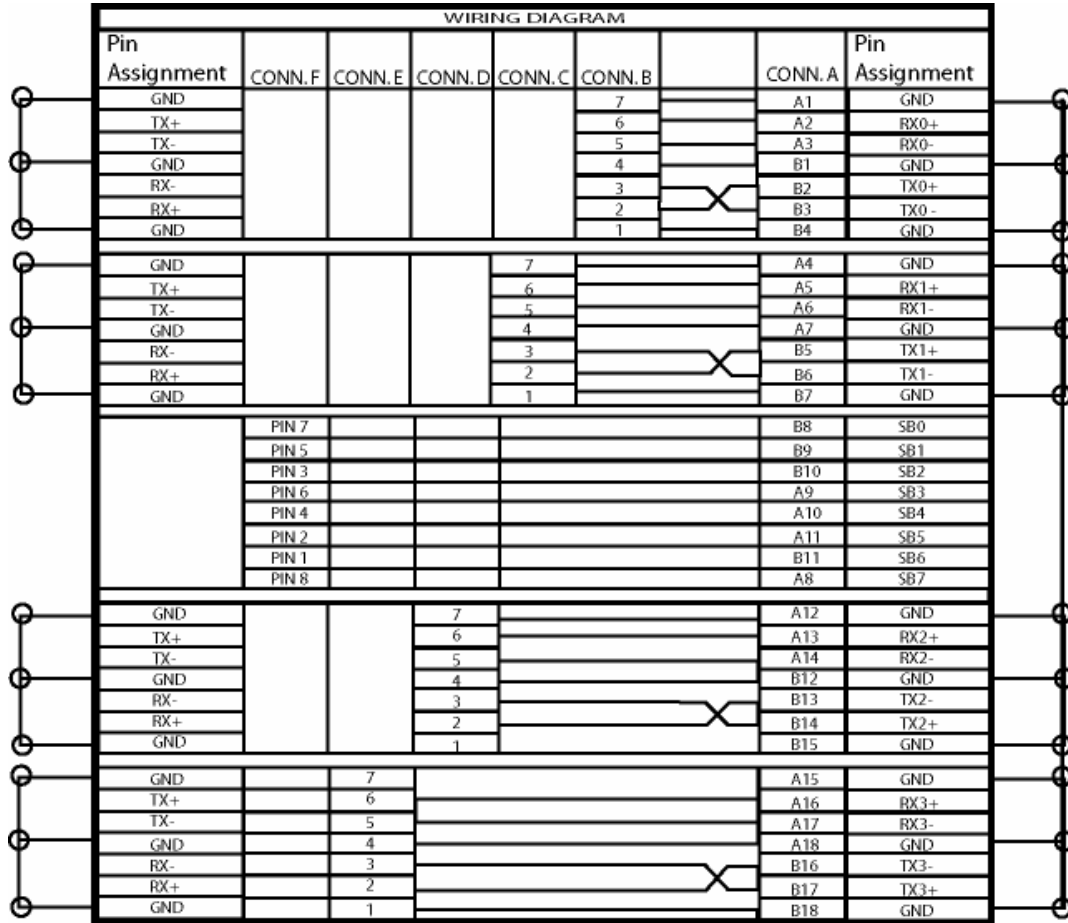 WIRING DIAGRAM
Pin Assignment CONN. F CONN. E CONN. D CONN. C CONN. B CONN. A Pin Assignment
GND 7 A1 GND
TX+ 6 A2 RX0+
TX- 5 A3 RX0-
GND 4 B1 GND
RX- 3 B2 TX0+
RX+ 2 B3 TX0 -
GND 1 B4 GND
GND 7 A4 GND
TX+ 6 A5 RX1+
TX- 5 A6 RX1-
GND 4 A7 GND
RX- 3 B5 TX1+
RX+ 2 B6 TX1-
GND 1 B7 GND
PIN 7 B8 SB0
PIN 5 B9 SB1
PIN 3 B10 SB2
PIN 6 A9 SB3
PIN 4 A10 SB4
PIN 2 A11 SB5
PIN 1 B11 SB6
PIN 8 A8 SB7
GND 7 A12 GND
TX+ 6 A13 RX2+
TX- 5 A14 RX2-
GND 4 B12 GND
RX- 3 B13 TX2-
RX+ 2 B14 TX2+
GND 1 B15 GND
GND 7 A15 GND
TX+ 6 A16 RX3+
TX- 5 A17 RX3-
GND 4 A18 GND
RX- 3 B16 TX3-
RX+ 2 B17 TX3+
GND 1 B18 GND